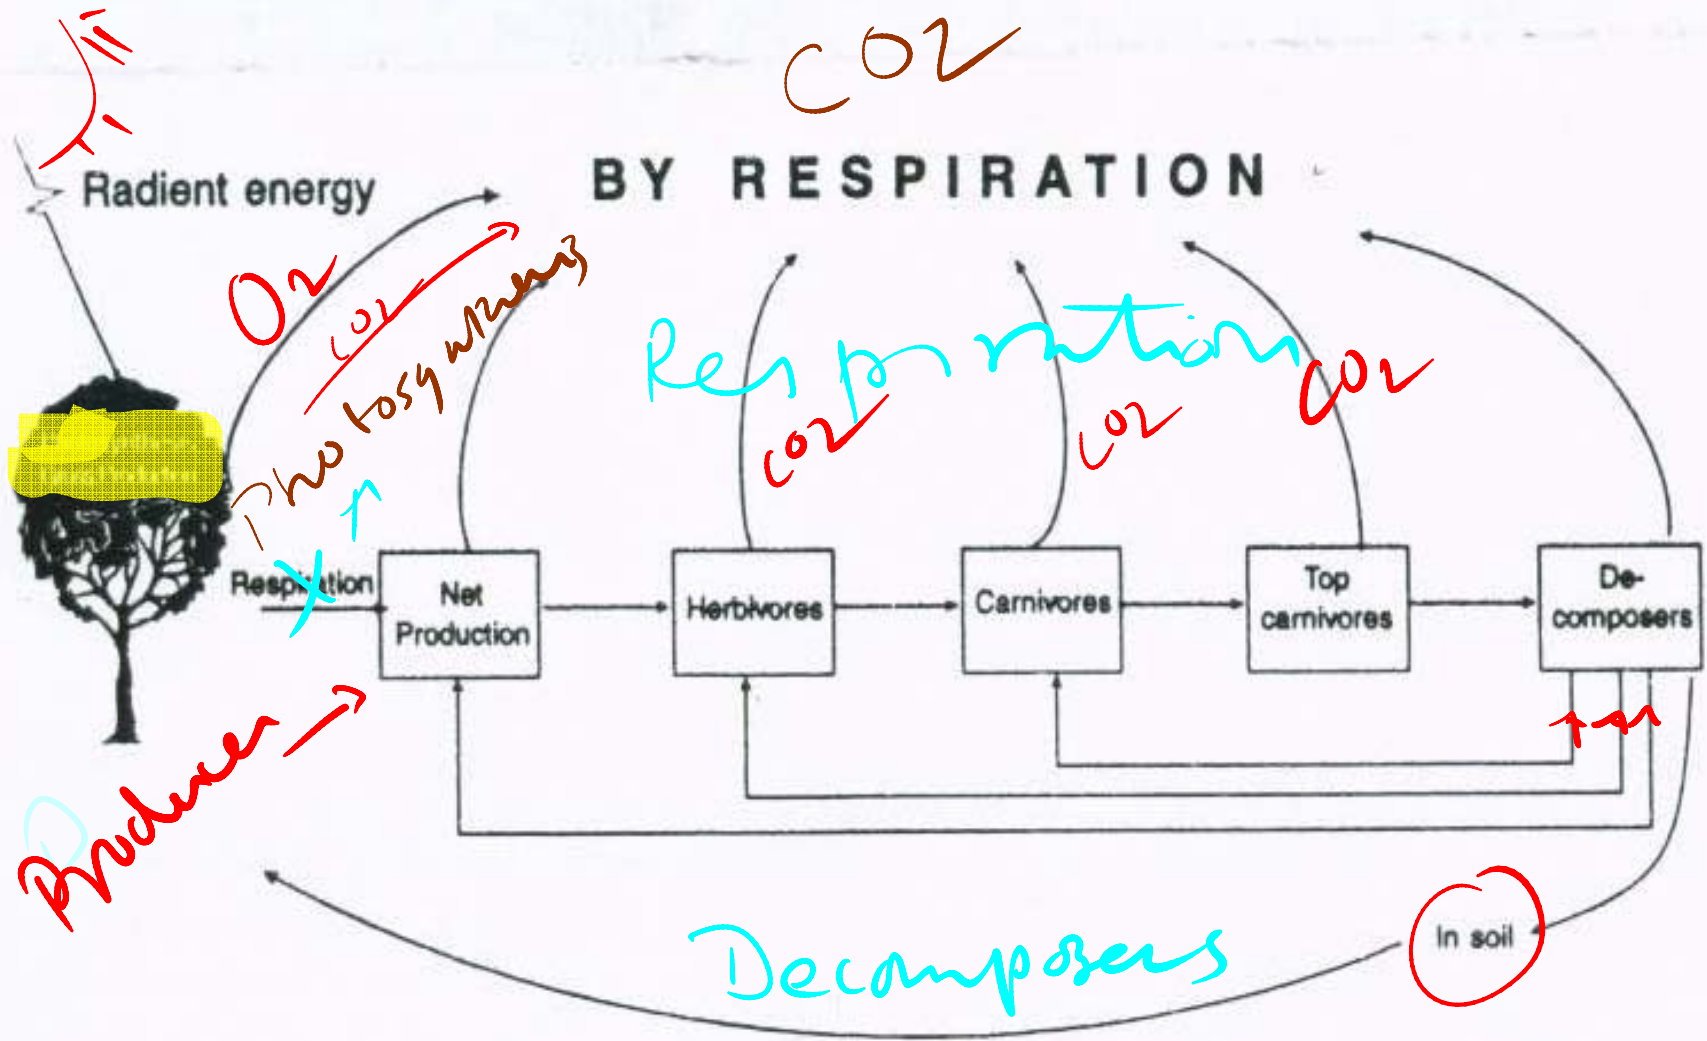 CO2
Radient energy
BY RESPIRATION
O2
CO2
Photosynthesis
Respiration
CO2
CO2
CO2
Respiration
Net
Production
Herbivores
Carnivores
Top
carnivores
De-
composers
Producer
In soil
Decomposers